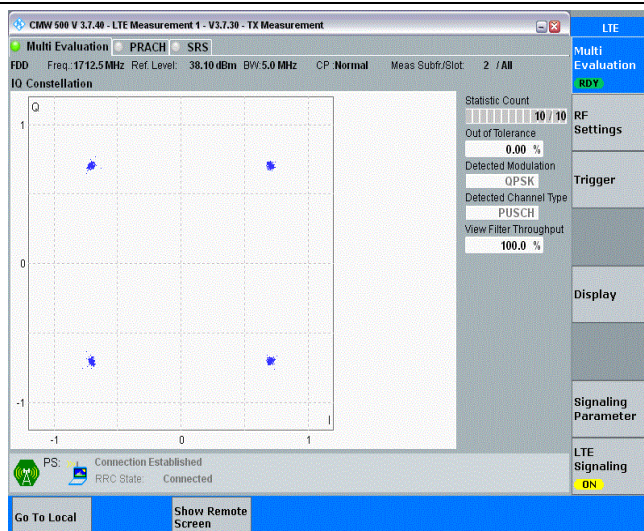 CMW 500 V 3.7.40 - LTE Measurement 1 - V3.7.30 - TX Measurement
LTE
Multi Evaluation PRACH SRS
FDD Freq.:1712.5 MHz Ref. Level: 38.10 dBm BW:5.0 MHz CP :Normal Meas Subfr./Slot: 2 / All
IQ Constellation
Q
1
0
-1
-1 0 1
I
Statistic Count
10 / 10
Out of Tolerance
0.00 %
Detected Modulation
QPSK
Detected Channel Type
PUSCH
View Filter Throughput
100.0 %
Multi
Evaluation
RDY
RF
Settings
Trigger
Display
Signaling
Parameter
LTE
Signaling
ON
PS: Connection Established
RRC State: Connected
Go To Local
Show Remote
Screen